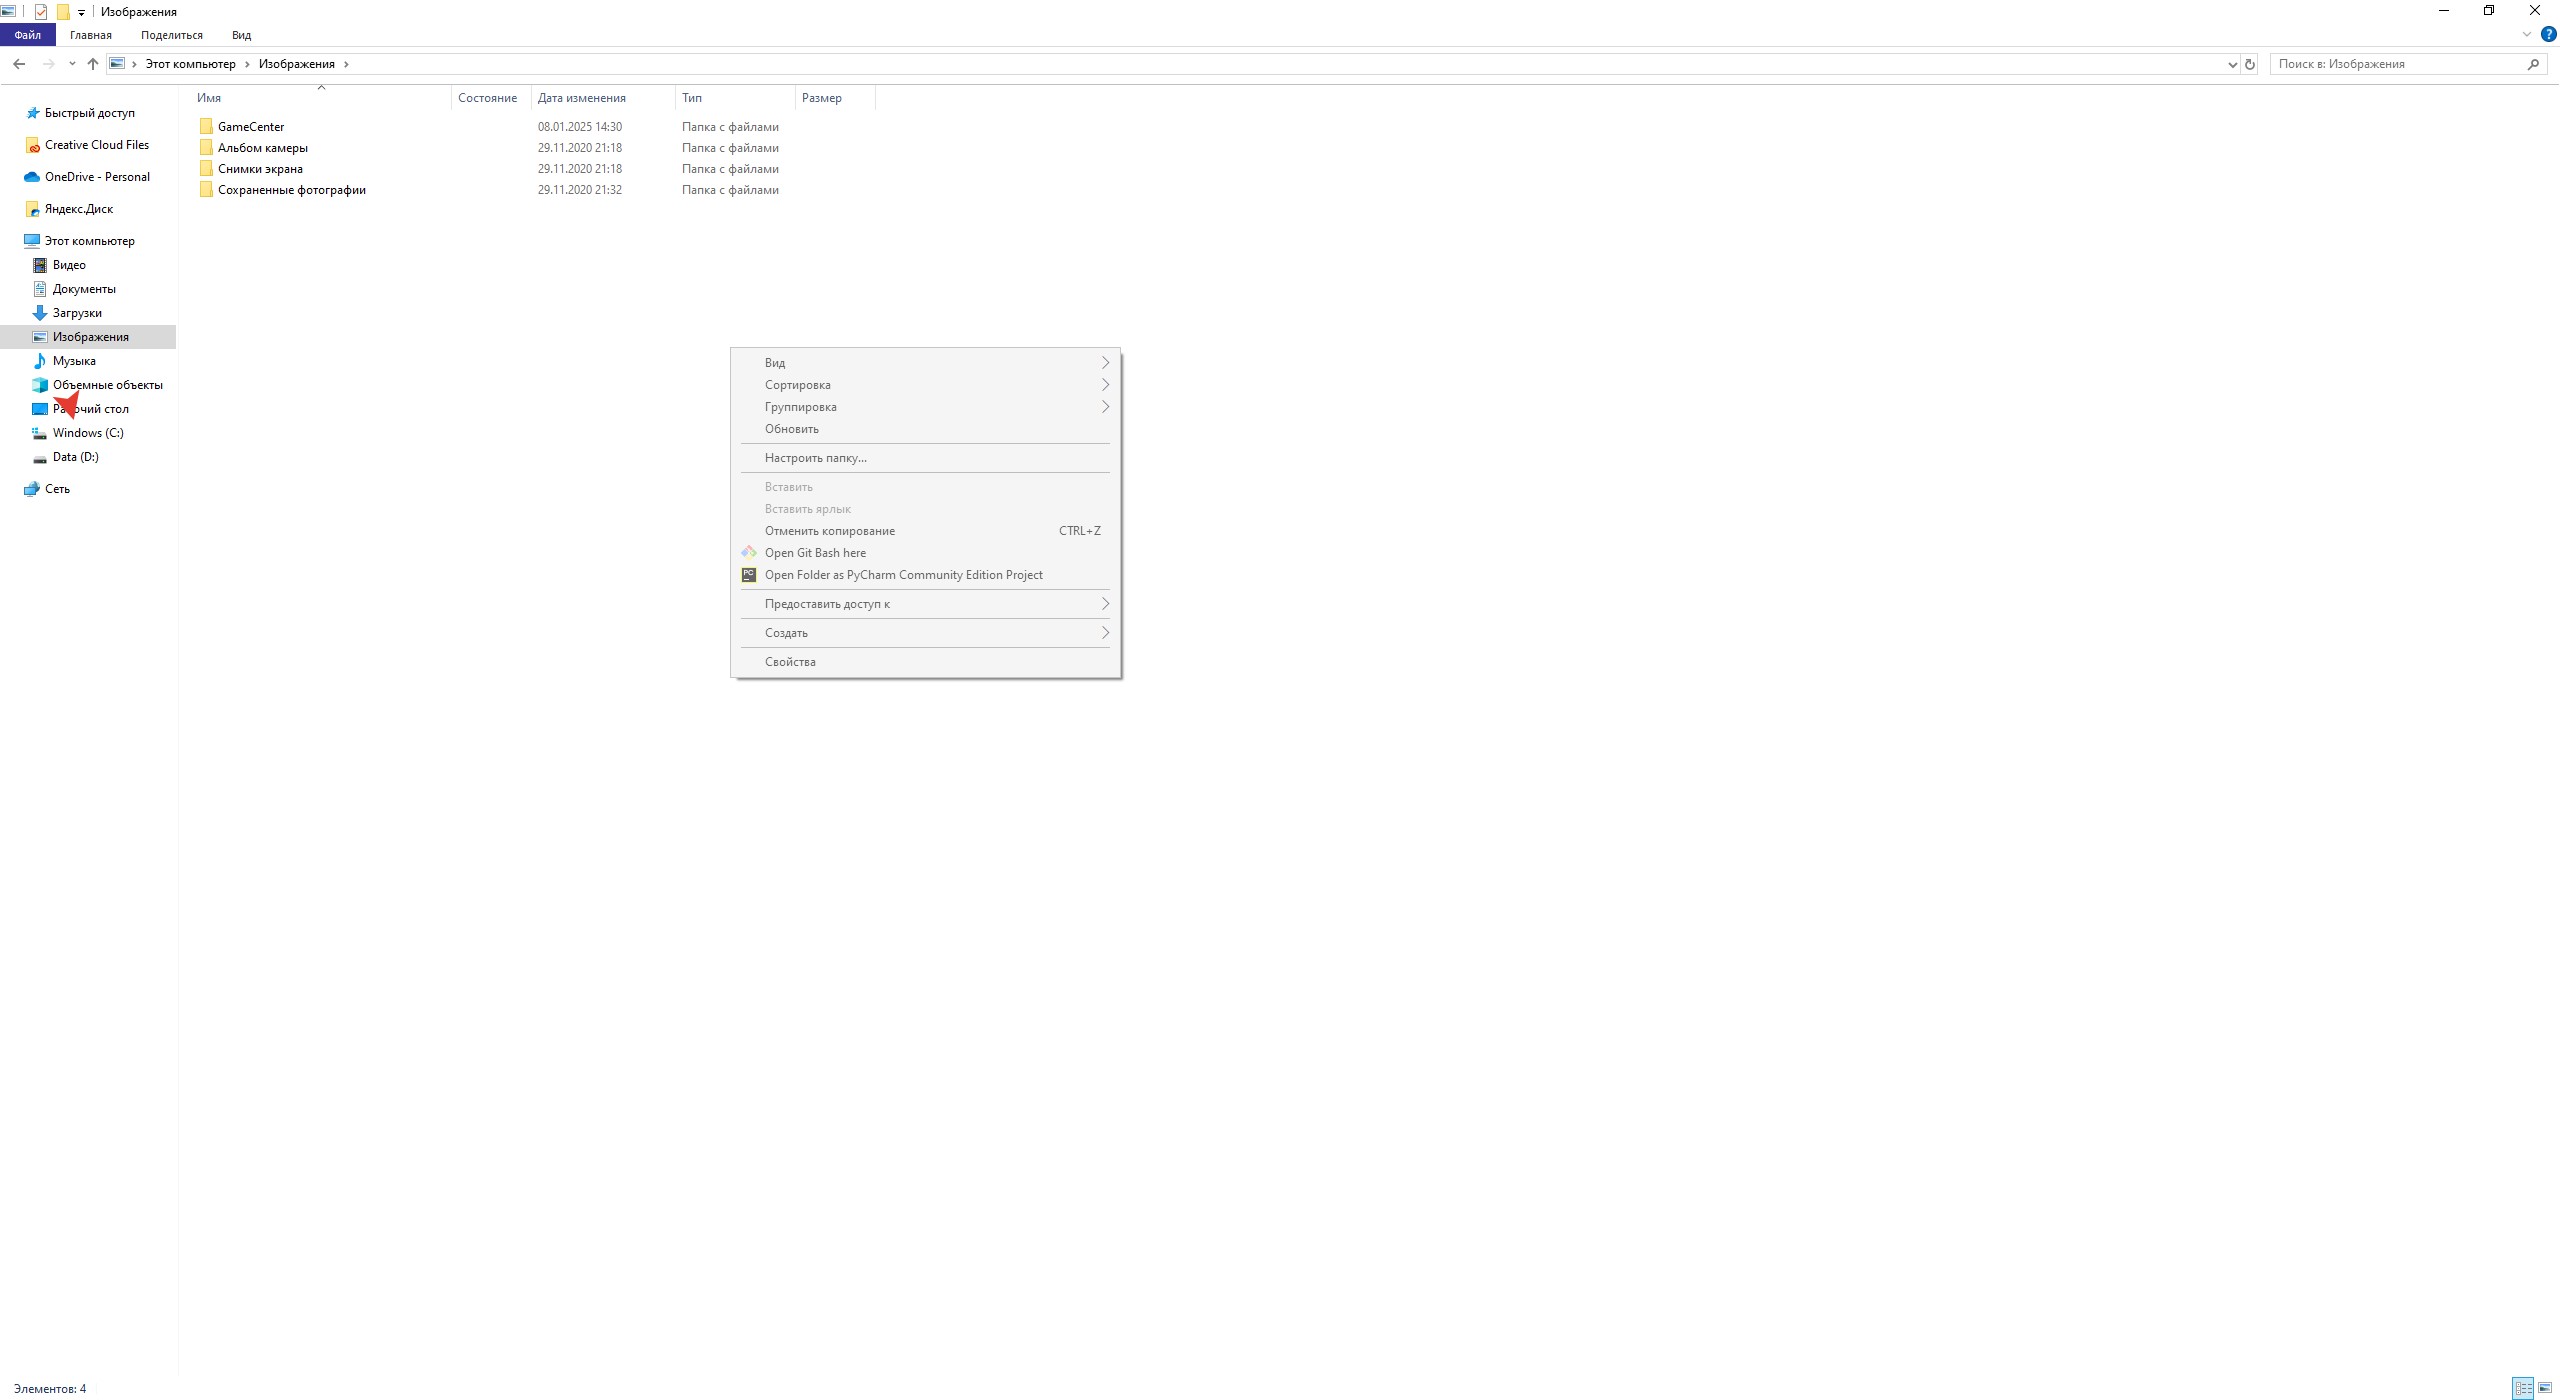 Изображения
Файл Главная Поделиться Вид
Этот компьютер Изображения
Поиск в: Изображения
Имя Состояние Дата изменения Тип Размер
GameCenter 08.01.2025 14:30 Папка с файлами
Альбом камеры 29.11.2020 21:18 Папка с файлами
Снимки экрана 29.11.2020 21:18 Папка с файлами
Сохраненные фотографии 29.11.2020 21:32 Папка с файлами
Быстрый доступ
Creative Cloud Files
OneDrive - Personal
Яндекс.Диск
Этот компьютер
Видео
Документы
Загрузки
Изображения
Музыка
Объемные объекты
Рабочий стол
Windows (C:)
Data (D:)
Сеть
Вид
Сортировка
Группировка
Обновить
Настроить папку...
Вставить
Вставить ярлык
Отменить копирование CTRL+Z
Open Git Bash here
PC Open Folder as PyCharm Community Edition Project
Предоставить доступ к
Создать
Свойства
Элементов: 4